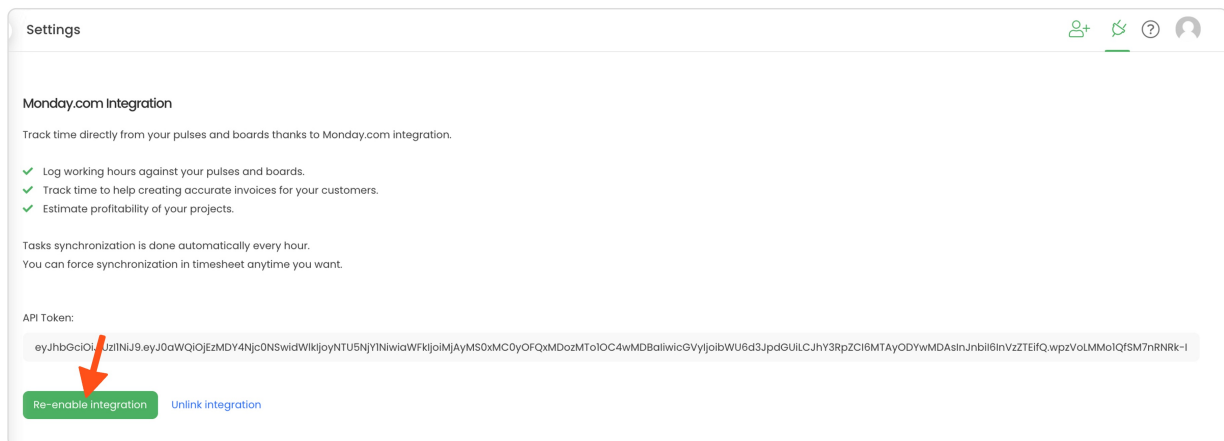 Settings
Monday.com Integration
Track time directly from your pulses and boards thanks to Monday.com integration.
Log working hours against your pulses and boards.
Track time to help creating accurate invoices for your customers.
Estimate profitability of your projects.
Tasks synchronization is done automatically every hour.
You can force synchronization in timesheet anytime you want.
API Token:
Re-enable integration
Unlink integration